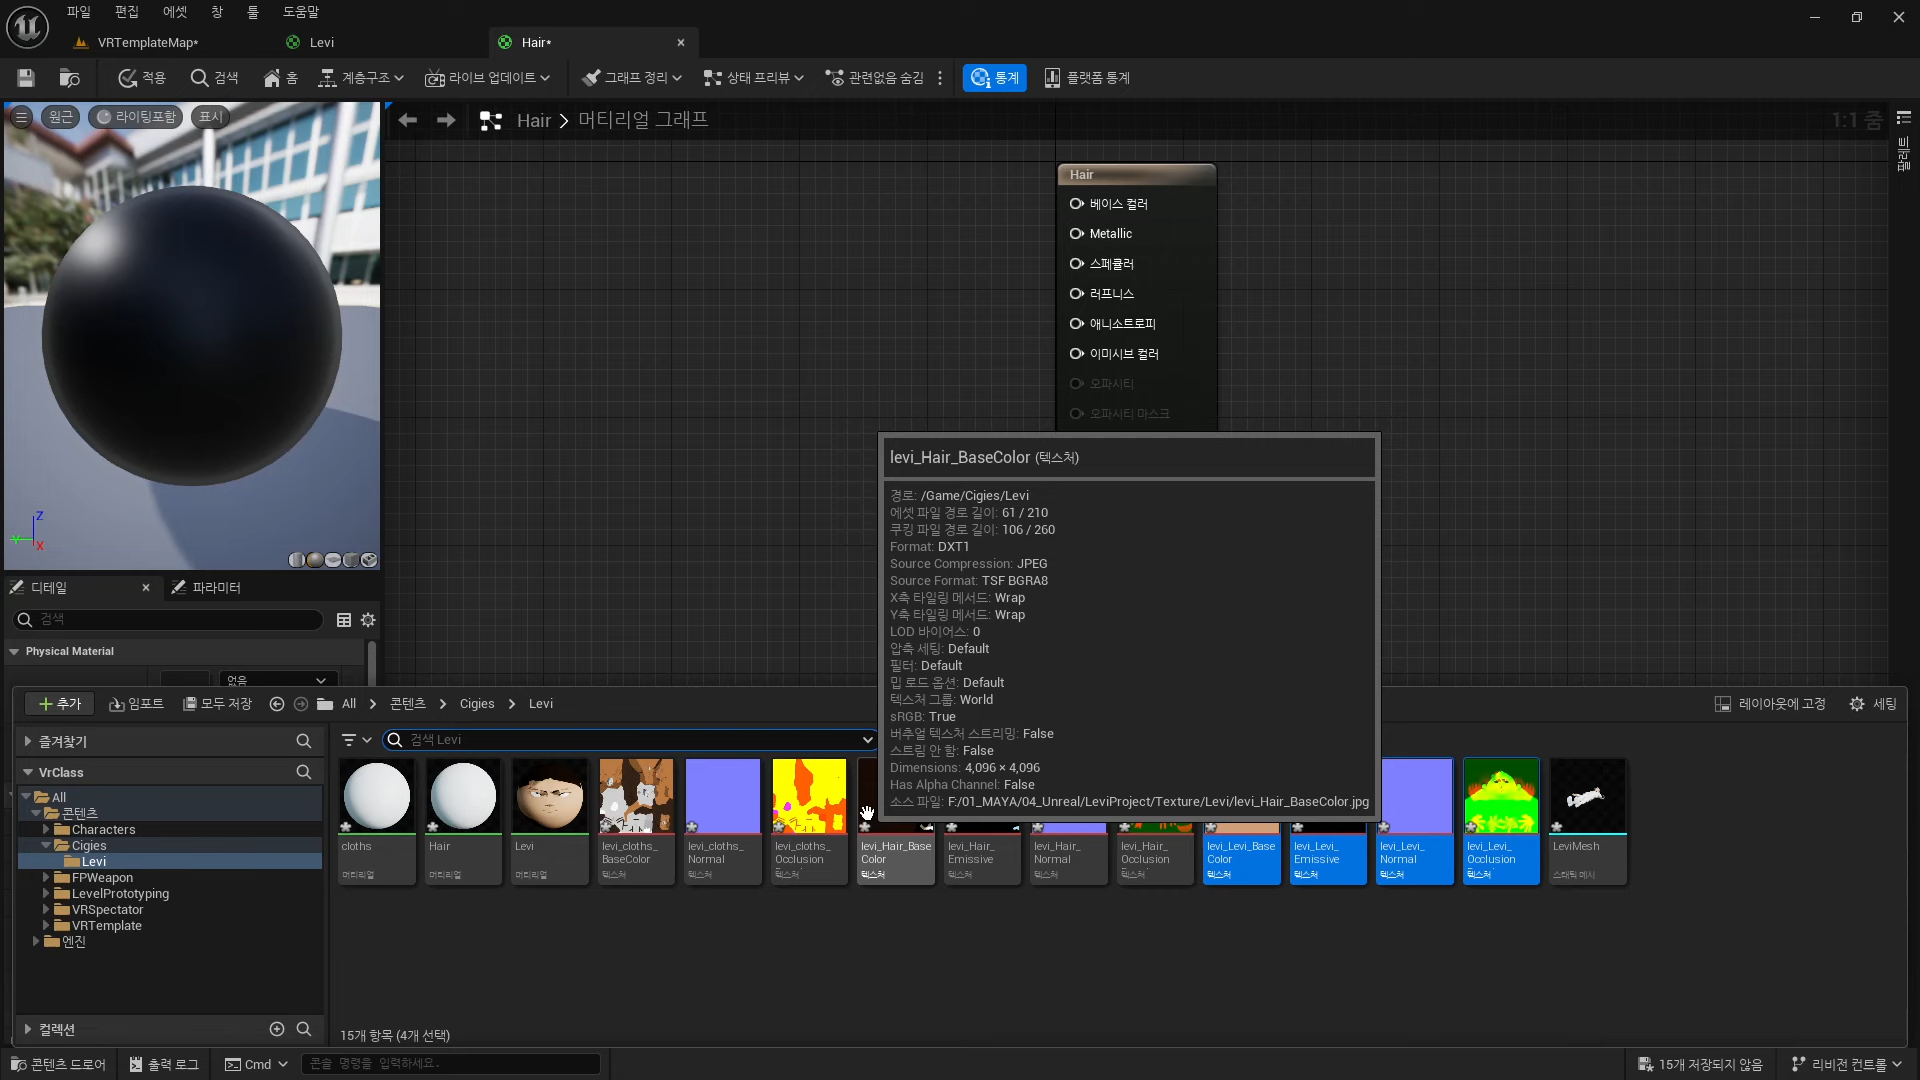 파일 편집 에셋 창 툴 도움말
VRTemplateMap*
Levi
Hair*
적용 검색 홈 계층구조 라이브 업데이트 그래프 정리 상태 프리뷰 관련없음 숨김 통계 플랫폼 통계
원근 라이팅포함 표시
Hair > 머티리얼 그래프
1:1 줌
팔레트
Hair
베이스 컬러
Metallic
스페큘러
러프니스
애니소트로피
이미시브 컬러
오파시티
오파시티 마스크
Z
Y
X
levi_Hair_BaseColor (텍스처)
경로: /Game/Cigies/Levi
에셋 파일 경로 길이: 61 / 210
쿠킹 파일 경로 길이: 106 / 260
Format: DXT1
Source Compression: JPEG
Source Format: TSF BGRA8
X축 타일링 메서드: Wrap
Y축 타일링 메서드: Wrap
LOD 바이어스: 0
압축 세팅: Default
필터: Default
밉 로드 옵션: Default
텍스처 그룹: World
sRGB: True
버추얼 텍스처 스트리밍: False
스트림 안 함: False
Dimensions: 4,096 × 4,096
Has Alpha Channel: False
소스 파일: F:/01_MAYA/04_Unreal/LeviProject/Texture/Levi/levi_Hair_BaseColor.jpg
디테일 파라미터
검색
Physical Material
없음
추가 임포트 모두 저장 All > 콘텐츠 > Cigies > Levi
레이아웃에 고정 세팅
즐겨찾기
검색 Levi
VrClass
All
콘텐츠
Characters
Cigies
Levi
FPWeapon
LevelPrototyping
VRSpectator
VRTemplate
엔진
컬렉션
cloths
머티리얼
Hair
머티리얼
Levi
머티리얼
levi_cloths_
BaseColor
텍스처
levi_cloths_
Normal
텍스처
levi_cloths_
Occlusion
텍스처
levi_Hair_Base
Color
텍스처
levi_Hair_
Emissive
텍스처
levi_Hair_
Normal
텍스처
levi_Hair_
Occlusion
텍스처
levi_Levi_Base
Color
텍스처
levi_Levi_
Emissive
텍스처
levi_Levi_
Normal
텍스처
levi_Levi_
Occlusion
텍스처
LeviMesh
스태틱 메시
15개 항목 (4개 선택)
콘텐츠 드로어 출력 로그 Cmd 콘솔 명령을 입력하세요.
15개 저장되지 않음 리비전 컨트롤